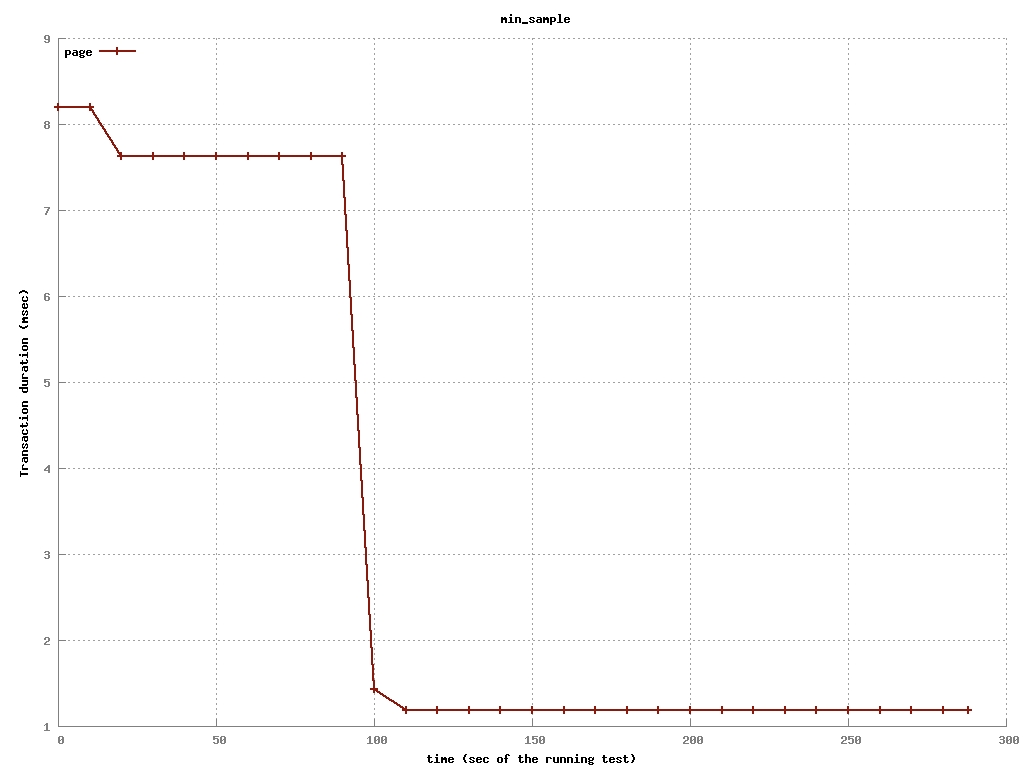 min_sample
page
9
8
7
6
5
4
3
2
1
Transaction duration (msec)
0 50 100 150 200 250 300
time (sec of the running test)